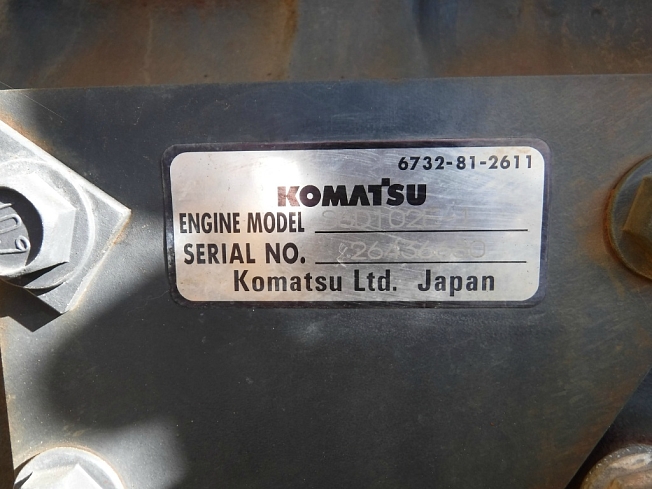 6732-81-2611
KOMATSU
ENGINE MODEL
SERIAL NO.
Komatsu Ltd. Japan